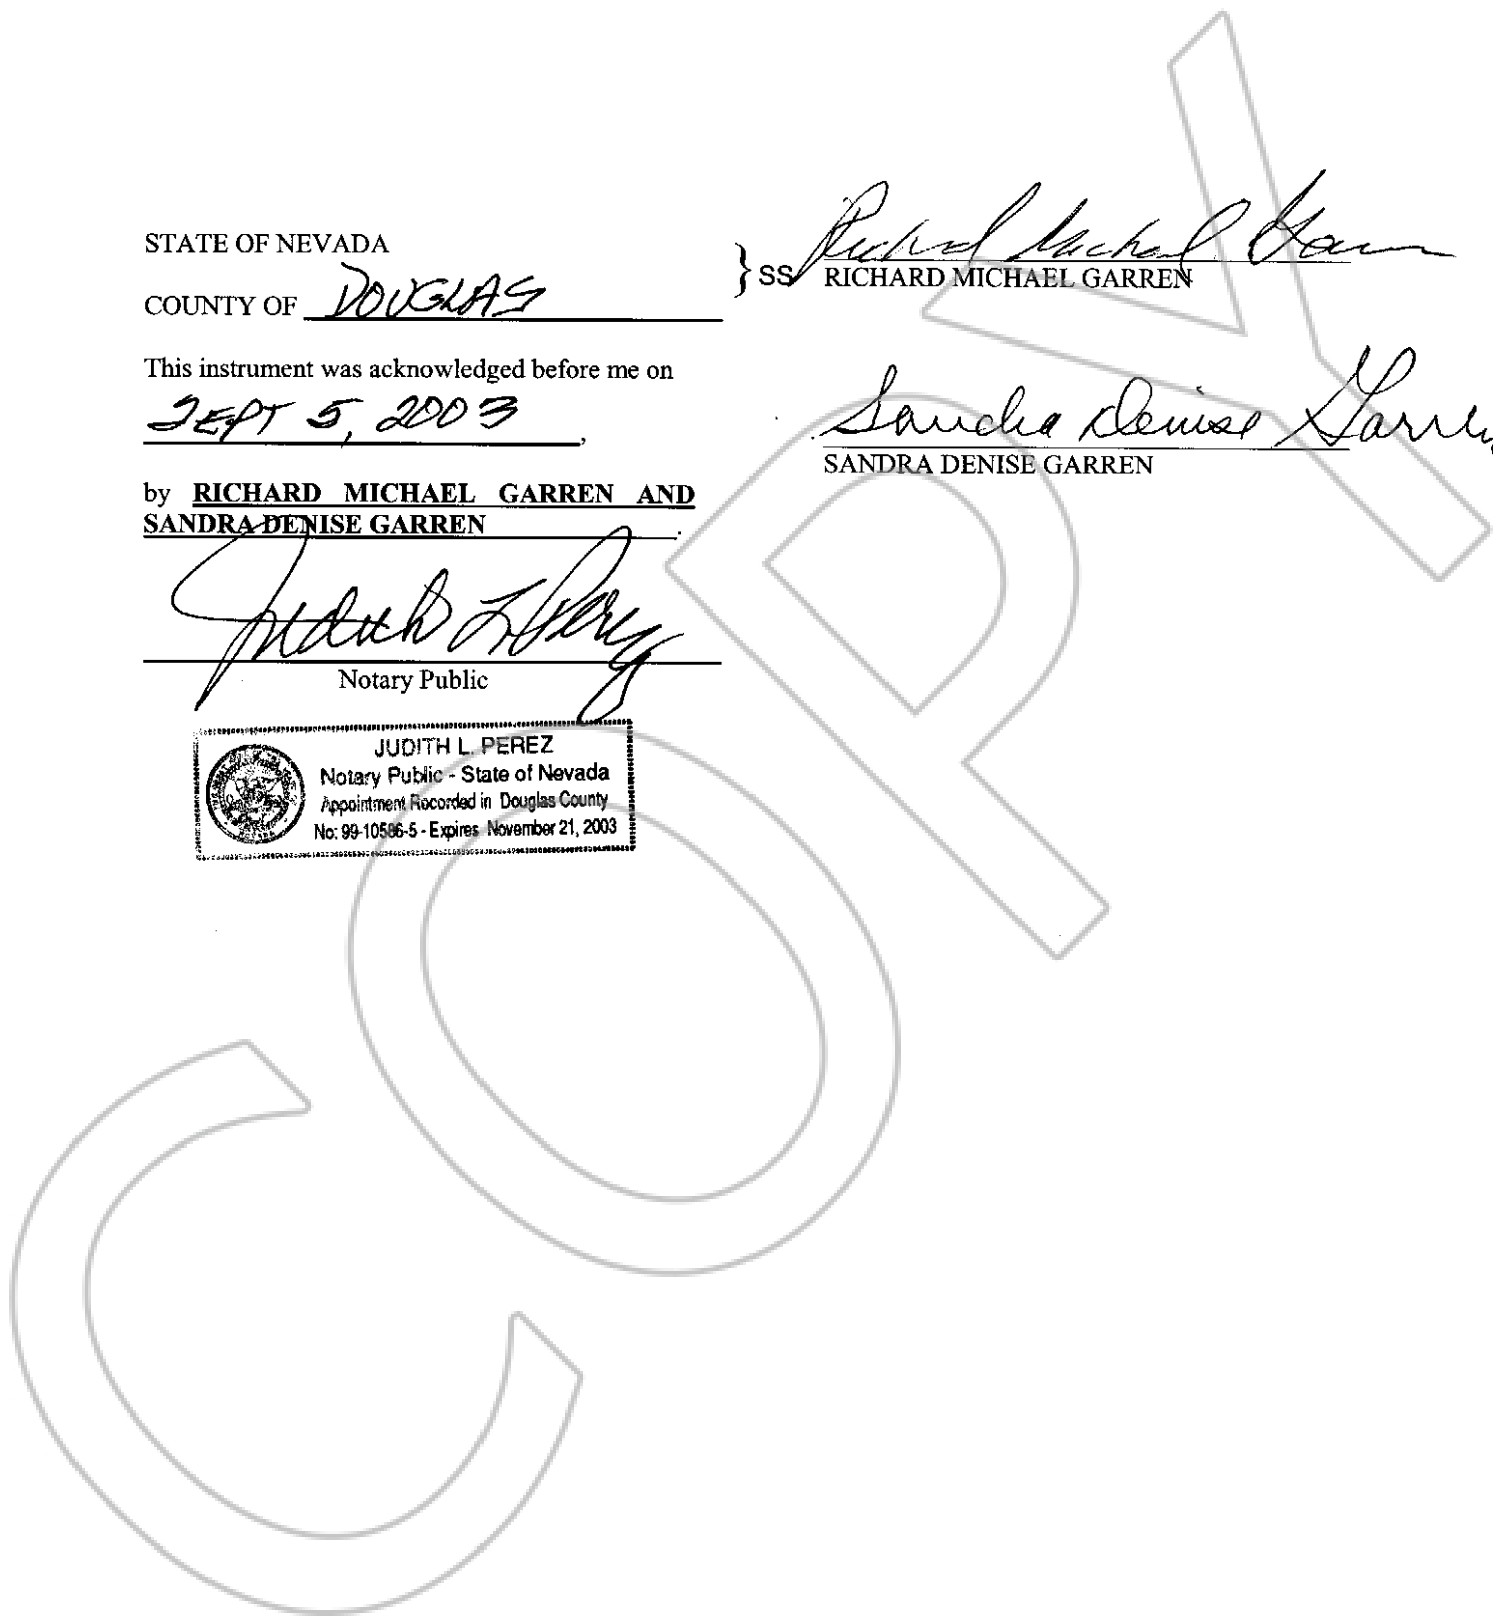 STATE OF NEVADA
COUNTY OF DOUGLAS
} SS
This instrument was acknowledged before me on
SEPT 5, 2003,
by RICHARD MICHAEL GARREN AND
SANDRA DENISE GARREN.
Judith L Perez
Notary Public
JUDITH L. PEREZ
Notary Public - State of Nevada
Appointment Recorded in Douglas County
No: 99-10586-5 - Expires November 21, 2003
Richard Michael Garren
RICHARD MICHAEL GARREN
Sandra Denise Garren
SANDRA DENISE GARREN
COPY